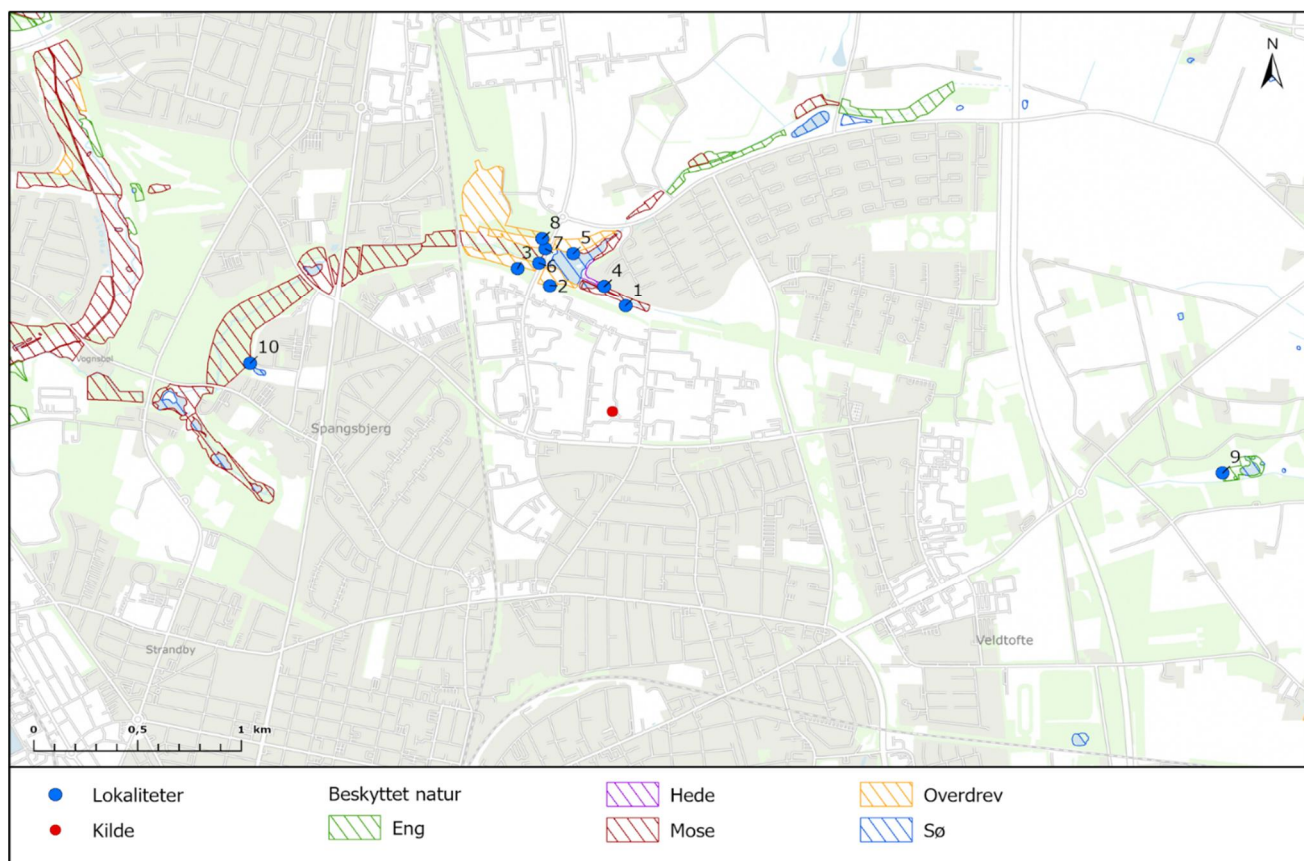 N
8
7
5
3
6
4
2
1
10
Vognsbøl
Spangsbjerg
9
Strandby
Veldtofte
0 0,5 1 km
Lokaliteter
Beskyttet natur
Hede
Overdrev
Kilde
Eng
Mose
Sø